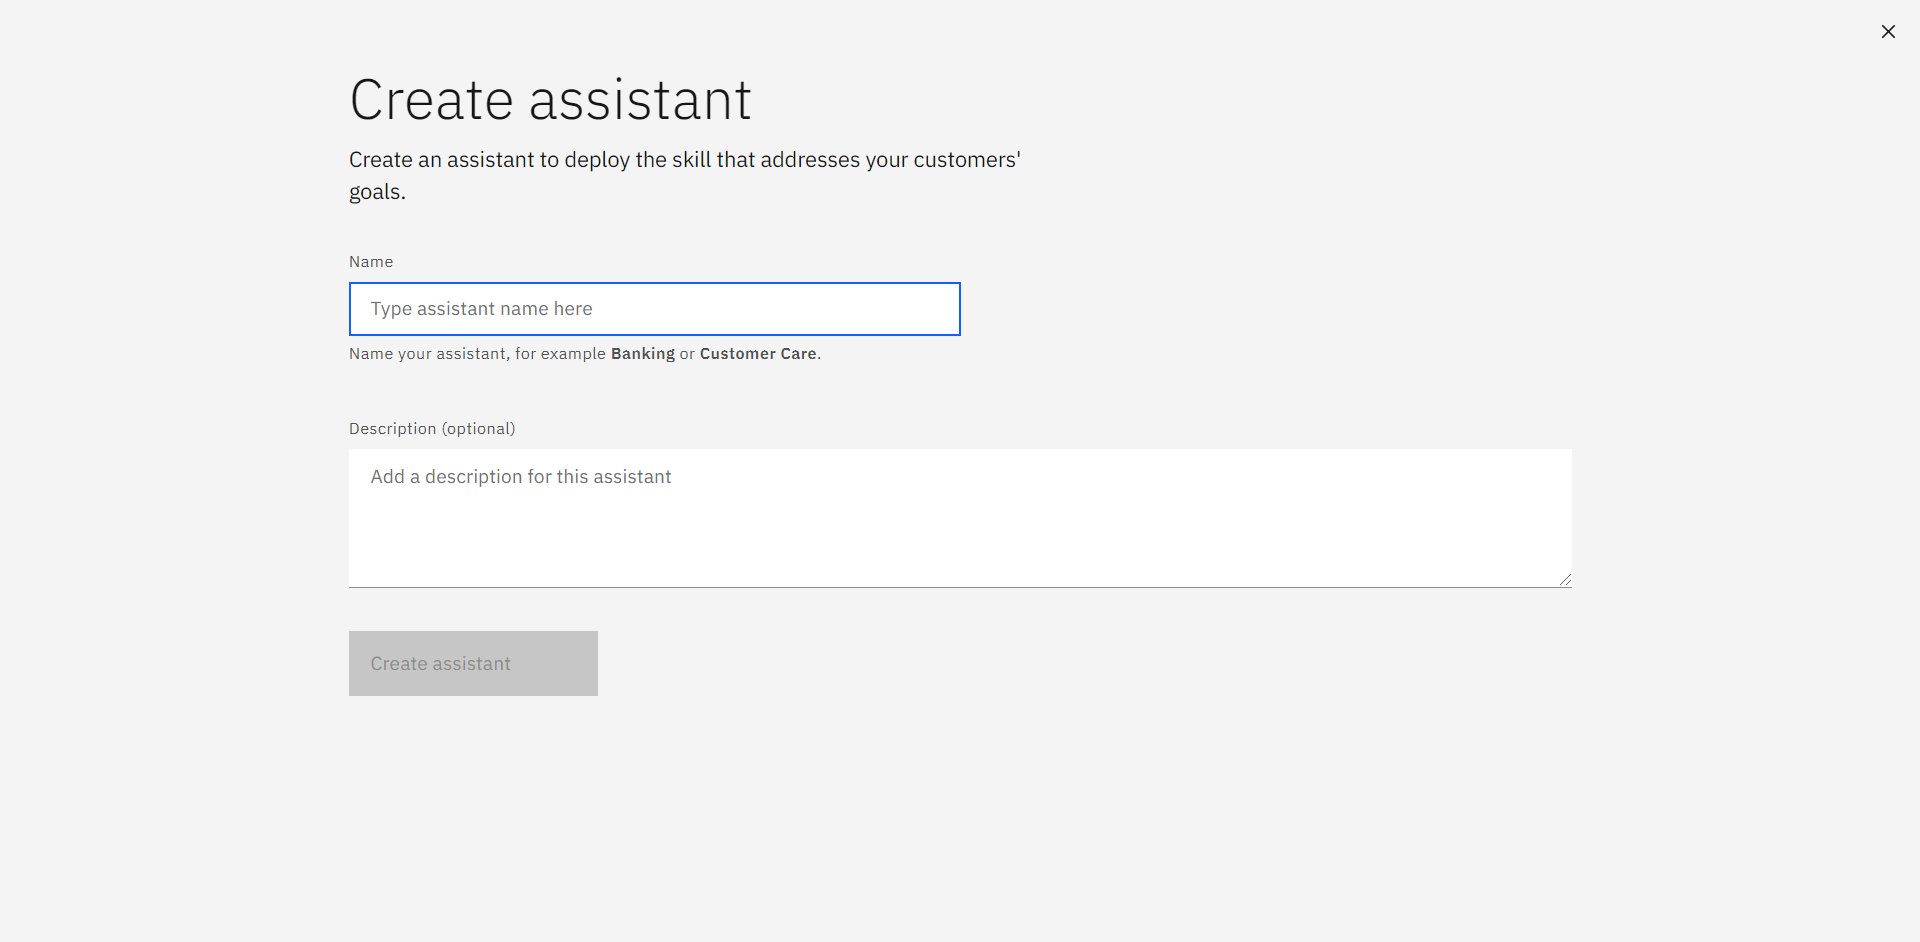 Create assistant
Create an assistant to deploy the skill that addresses your customers'
goals.
Name
Type assistant name here
Name your assistant, for example Banking or Customer Care.
Description (optional)
Add a description for this assistant
Create assistant